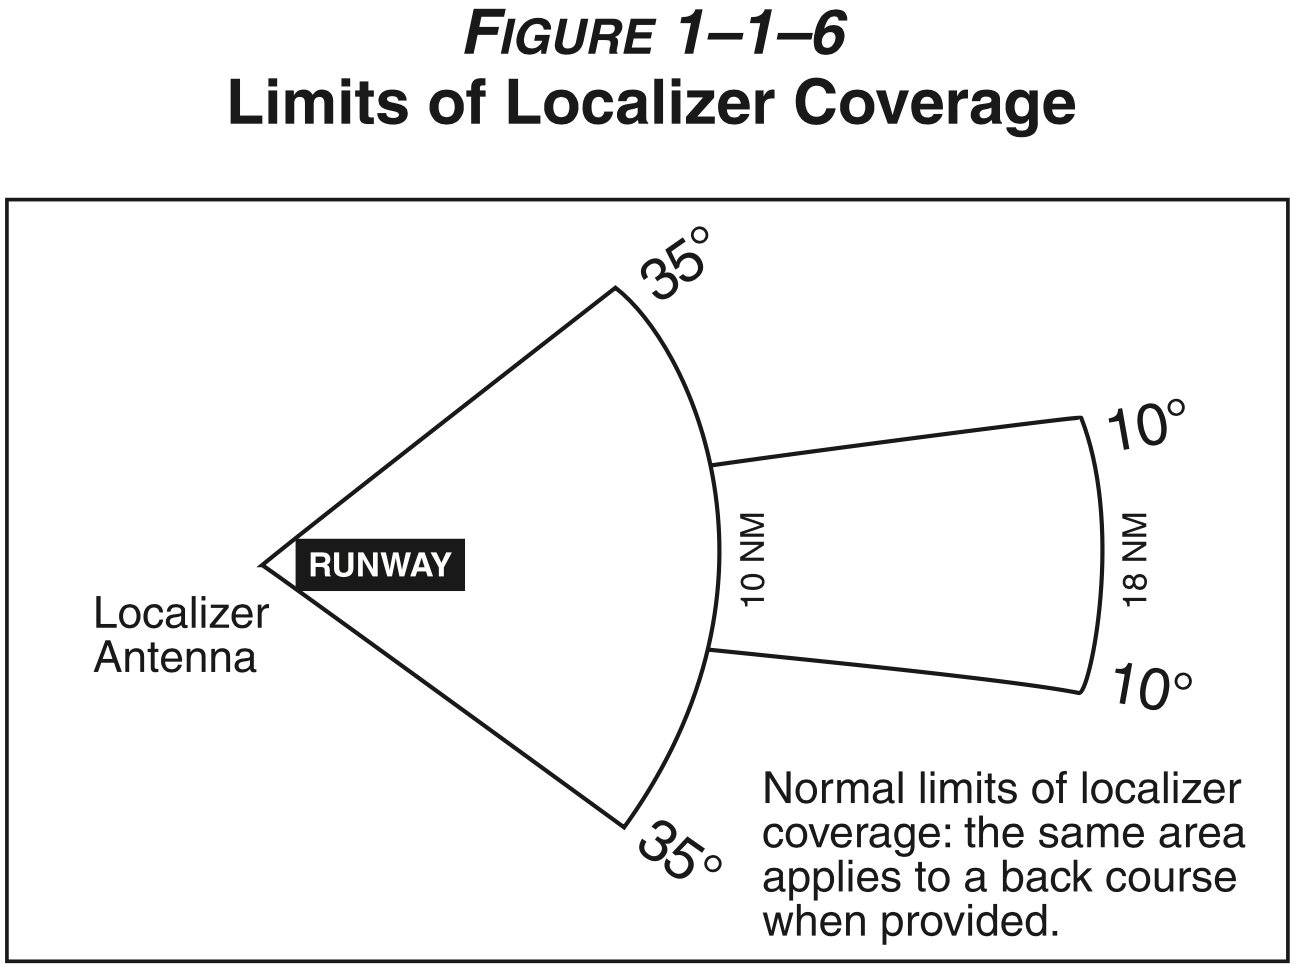 FIGURE 1–1–6
Limits of Localizer Coverage
35°
10°
RUNWAY
10 NM
18 NM
Localizer
Antenna
10°
35°
Normal limits of localizer
coverage: the same area
applies to a back course
when provided.